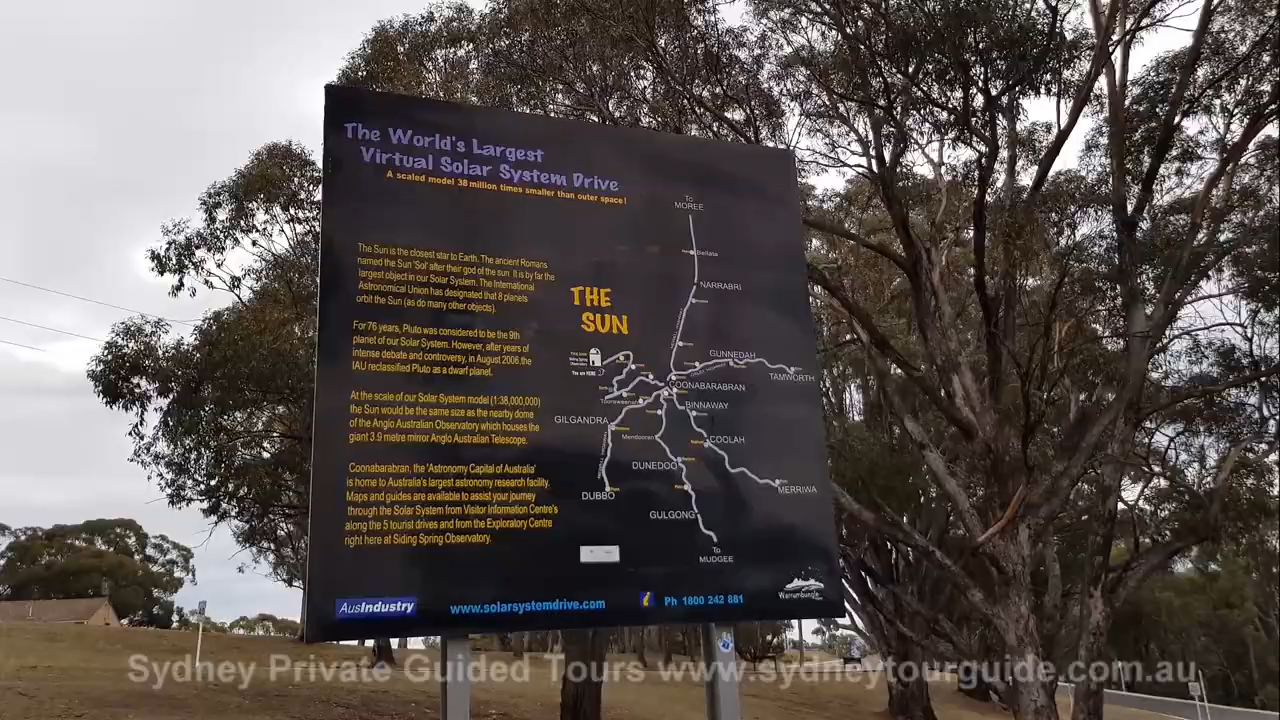 The World's Largest
Virtual Solar System Drive
A scaled model 38 million times smaller than outer space!
The Sun is the closest star to Earth. The ancient Romans
named the Sun 'Sol' after their god of the sun. It is by far the
largest object in our Solar System. The International
Astronomical Union has designated that 8 planets
orbit the Sun (as do many other objects).
For 76 years, Pluto was considered to be the 9th
planet of our Solar System. However, after years of
intense debate and controversy, in August 2006,the
IAU reclassified Pluto as a dwarf planet.
At the scale of our Solar System model (1:38,000,000)
the Sun would be the same size as the nearby dome
of the Anglo Australian Observatory which houses the
giant 3.9 metre mirror Anglo Australian Telescope.
Coonabarabran, the 'Astronomy Capital of Australia'
is home to Australia's largest astronomy research facility.
Maps and guides are available to assist your journey
through the Solar System from Visitor Information Centre's
along the 5 tourist drives and from the Exploratory Centre
right here at Siding Spring Observatory.
THE
SUN
To
MOREE
Bellata
NARRABRI
GUNNEDAH
TAMWORTH
COONABARABRAN
Tooraweenah
BINNAWAY
GILGANDRA
Mendooran
COOLAH
DUNEDOO
MERRIWA
DUBBO
GULGONG
To
MUDGEE
You are HERE
AusIndustry
www.solarsystemdrive.com
i
Ph 1800 242 881
Warrumbungle
Sydney Private Guided Tours www.sydneytourguide.com.au